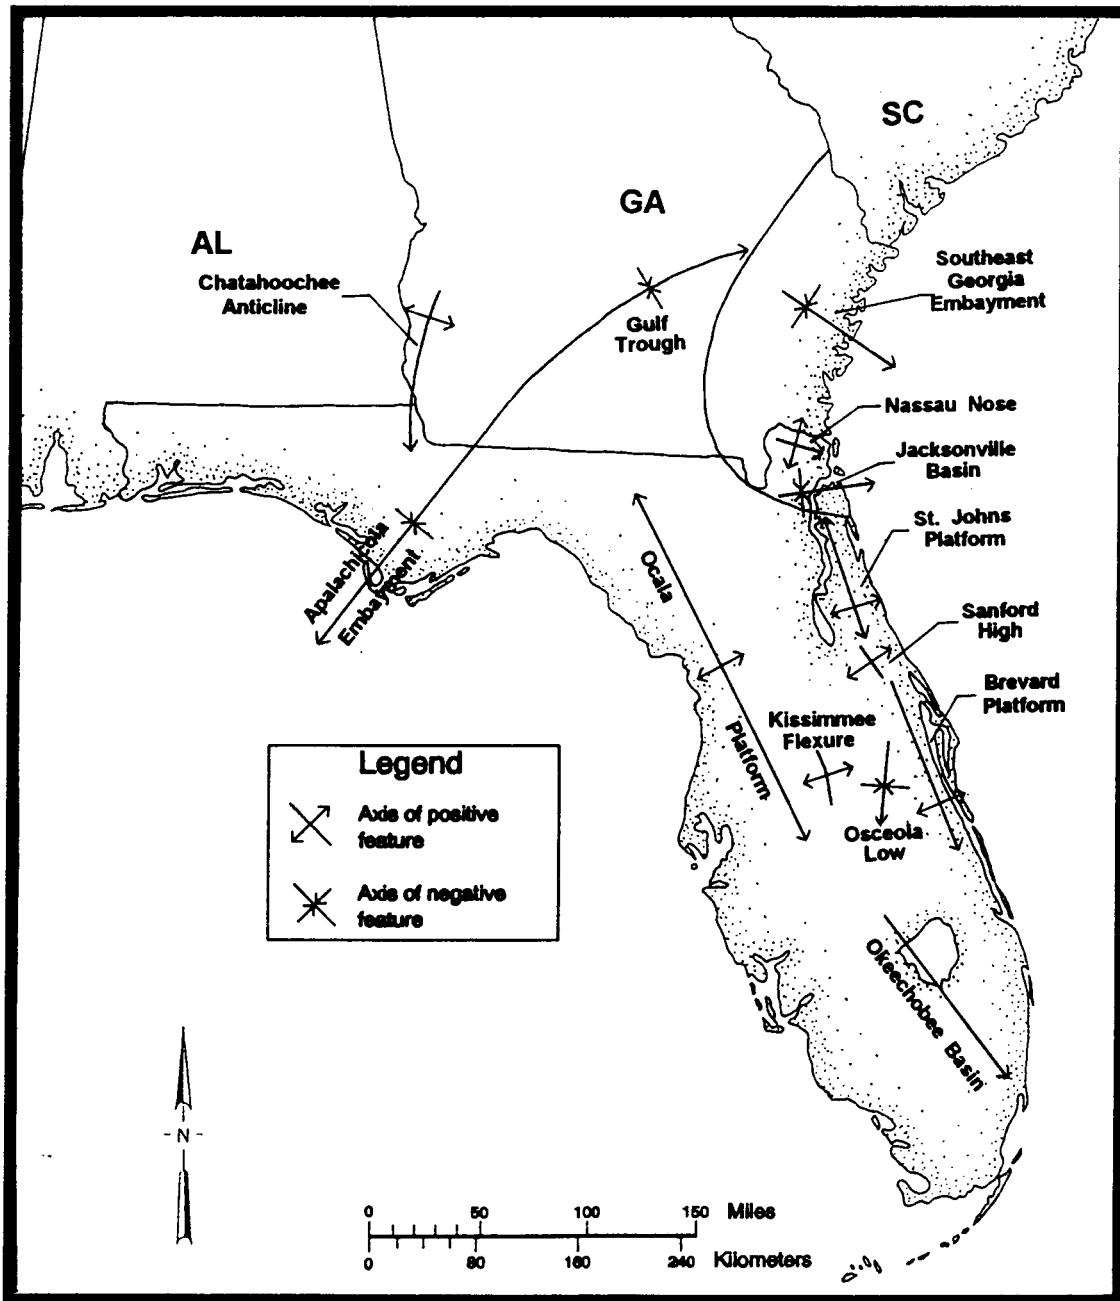 SC
GA
AL
Chatahoochee
Anticline
Southeast
Georgia
Embayment
Gulf
Trough
Nassau Nose
Jacksonville
Basin
St. Johns
Platform
Apalachicola
Embayment
Ocala
Platform
Sanford
High
Brevard
Platform
Kissimmee
Flexure
Osceola
Low
Legend
Axis of positive
feature
Axis of negative
feature
Okeechobee Basin
-N-
0 50 100 150 Miles
0 80 160 240 Kilometers